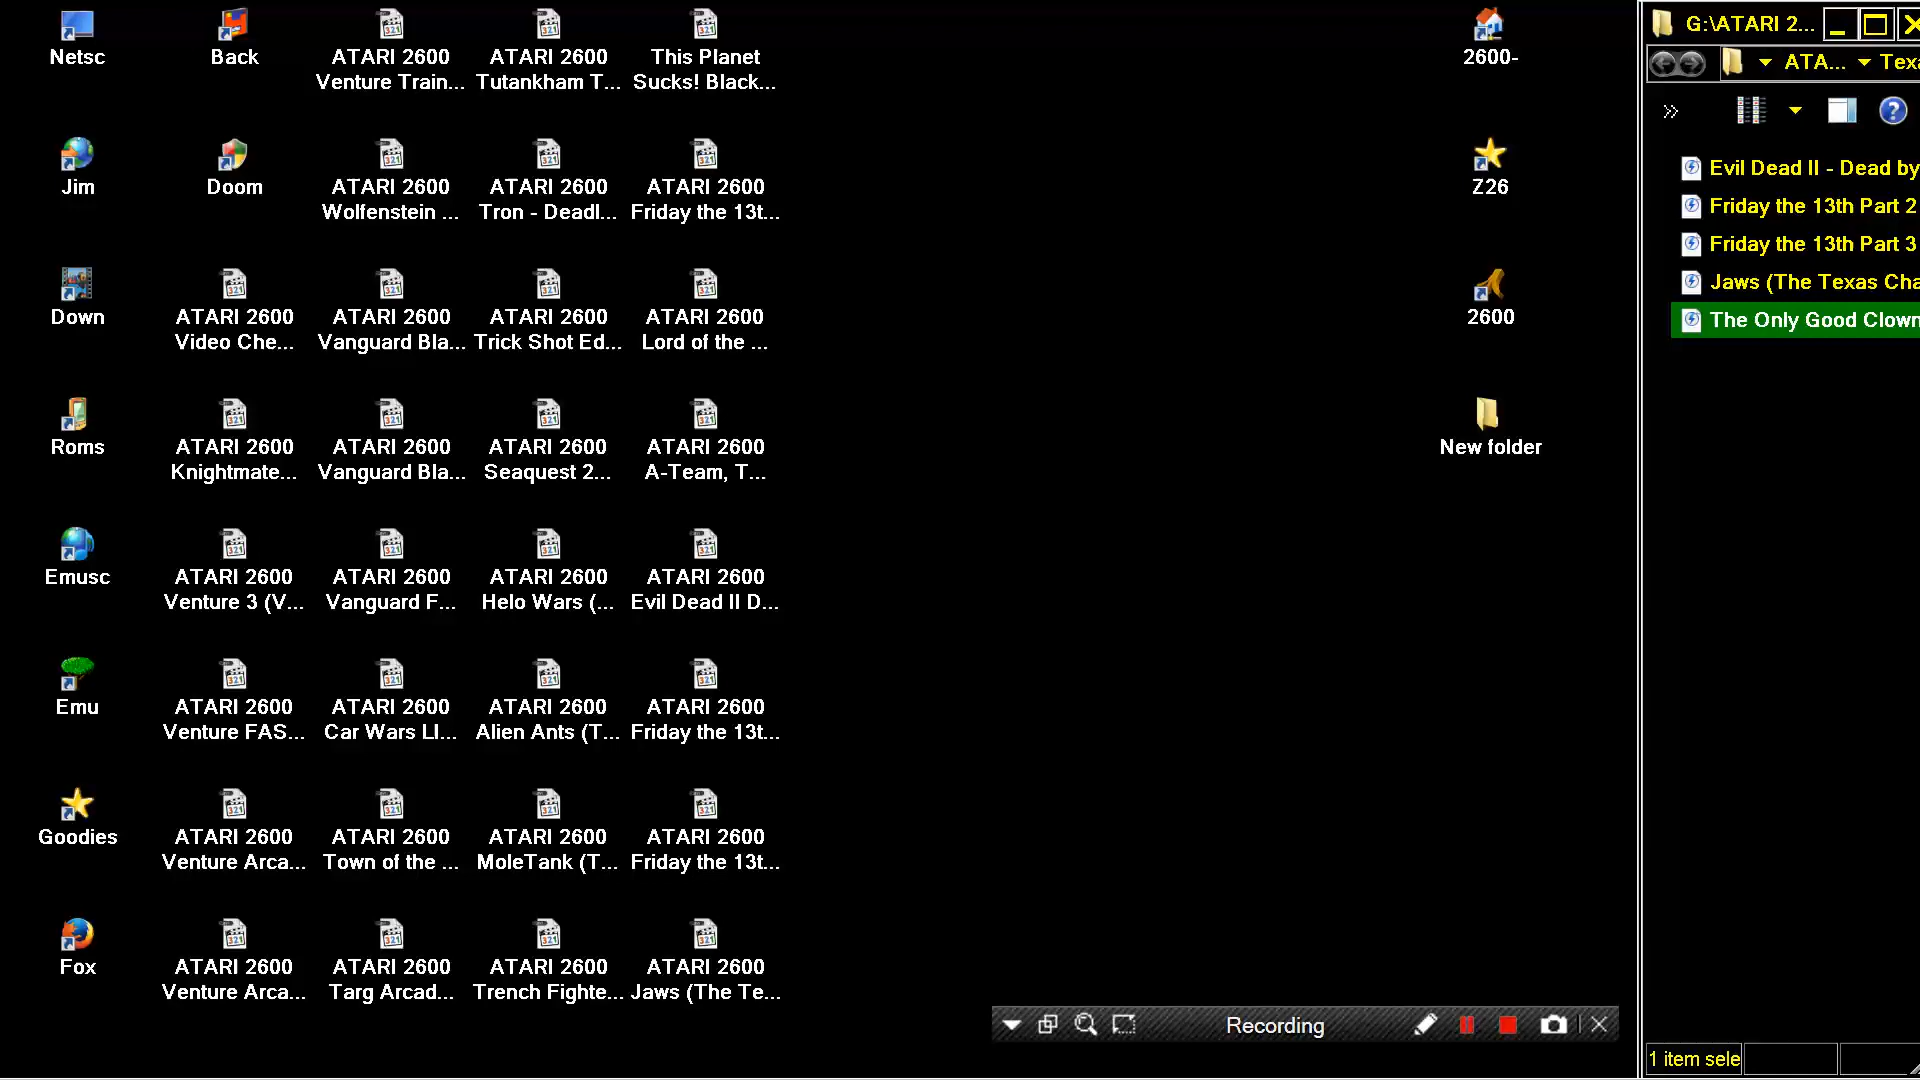 Netsc
Back
ATARI 2600
Venture Train...
ATARI 2600
Tutankham T...
This Planet
Sucks! Black...
2600-
Jim
Doom
ATARI 2600
Wolfenstein ...
ATARI 2600
Tron - Deadl...
ATARI 2600
Friday the 13t...
Z26
Down
ATARI 2600
Video Che...
ATARI 2600
Vanguard Bla...
ATARI 2600
Trick Shot Ed...
ATARI 2600
Lord of the ...
2600
Roms
ATARI 2600
Knightmate...
ATARI 2600
Vanguard Bla...
ATARI 2600
Seaquest 2...
ATARI 2600
A-Team, T...
New folder
Emusc
ATARI 2600
Venture 3 (V...
ATARI 2600
Vanguard F...
ATARI 2600
Helo Wars (...
ATARI 2600
Evil Dead II D...
Emu
ATARI 2600
Venture FAS...
ATARI 2600
Car Wars LI...
ATARI 2600
Alien Ants (T...
ATARI 2600
Friday the 13t...
Goodies
ATARI 2600
Venture Arca...
ATARI 2600
Town of the ...
ATARI 2600
MoleTank (T...
ATARI 2600
Friday the 13t...
Fox
ATARI 2600
Venture Arca...
ATARI 2600
Targ Arcad...
ATARI 2600
Trench Fighte...
ATARI 2600
Jaws (The Te...
Recording
G:\ATARI 2...
ATA... Texa
Evil Dead II - Dead by
Friday the 13th Part 2
Friday the 13th Part 3
Jaws (The Texas Cha
The Only Good Clown
1 item sele